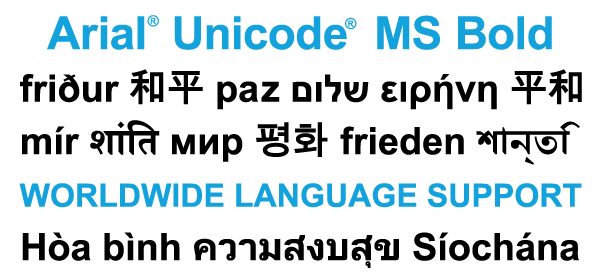 Arial® Unicode® MS Bold
friður 和平 paz שלום ειρήνη 平和
mír शांति мир 평화 frieden শান্তি
WORLDWIDE LANGUAGE SUPPORT
Hòa bình ความสงบสุข Síochána